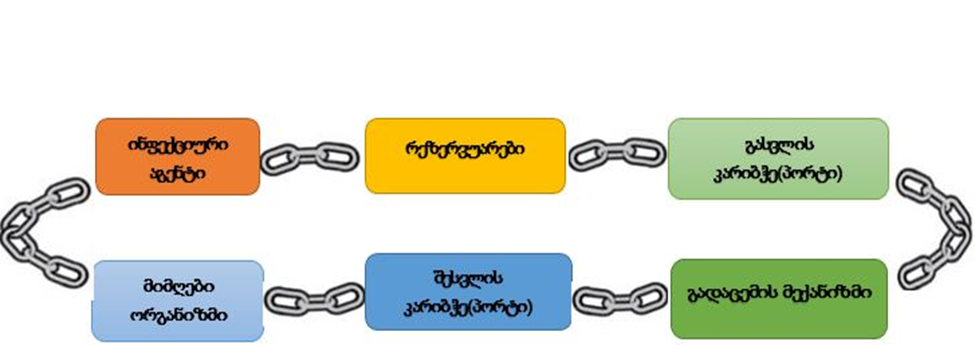 ინფექციური
აგენტი
რეზერვუარები
გასვლის
კარიბჭე(პორტი)
მიმღები
ორგანიზმი
შესვლის
კარიბჭე(პორტი)
გადაცემის მექანიზმი